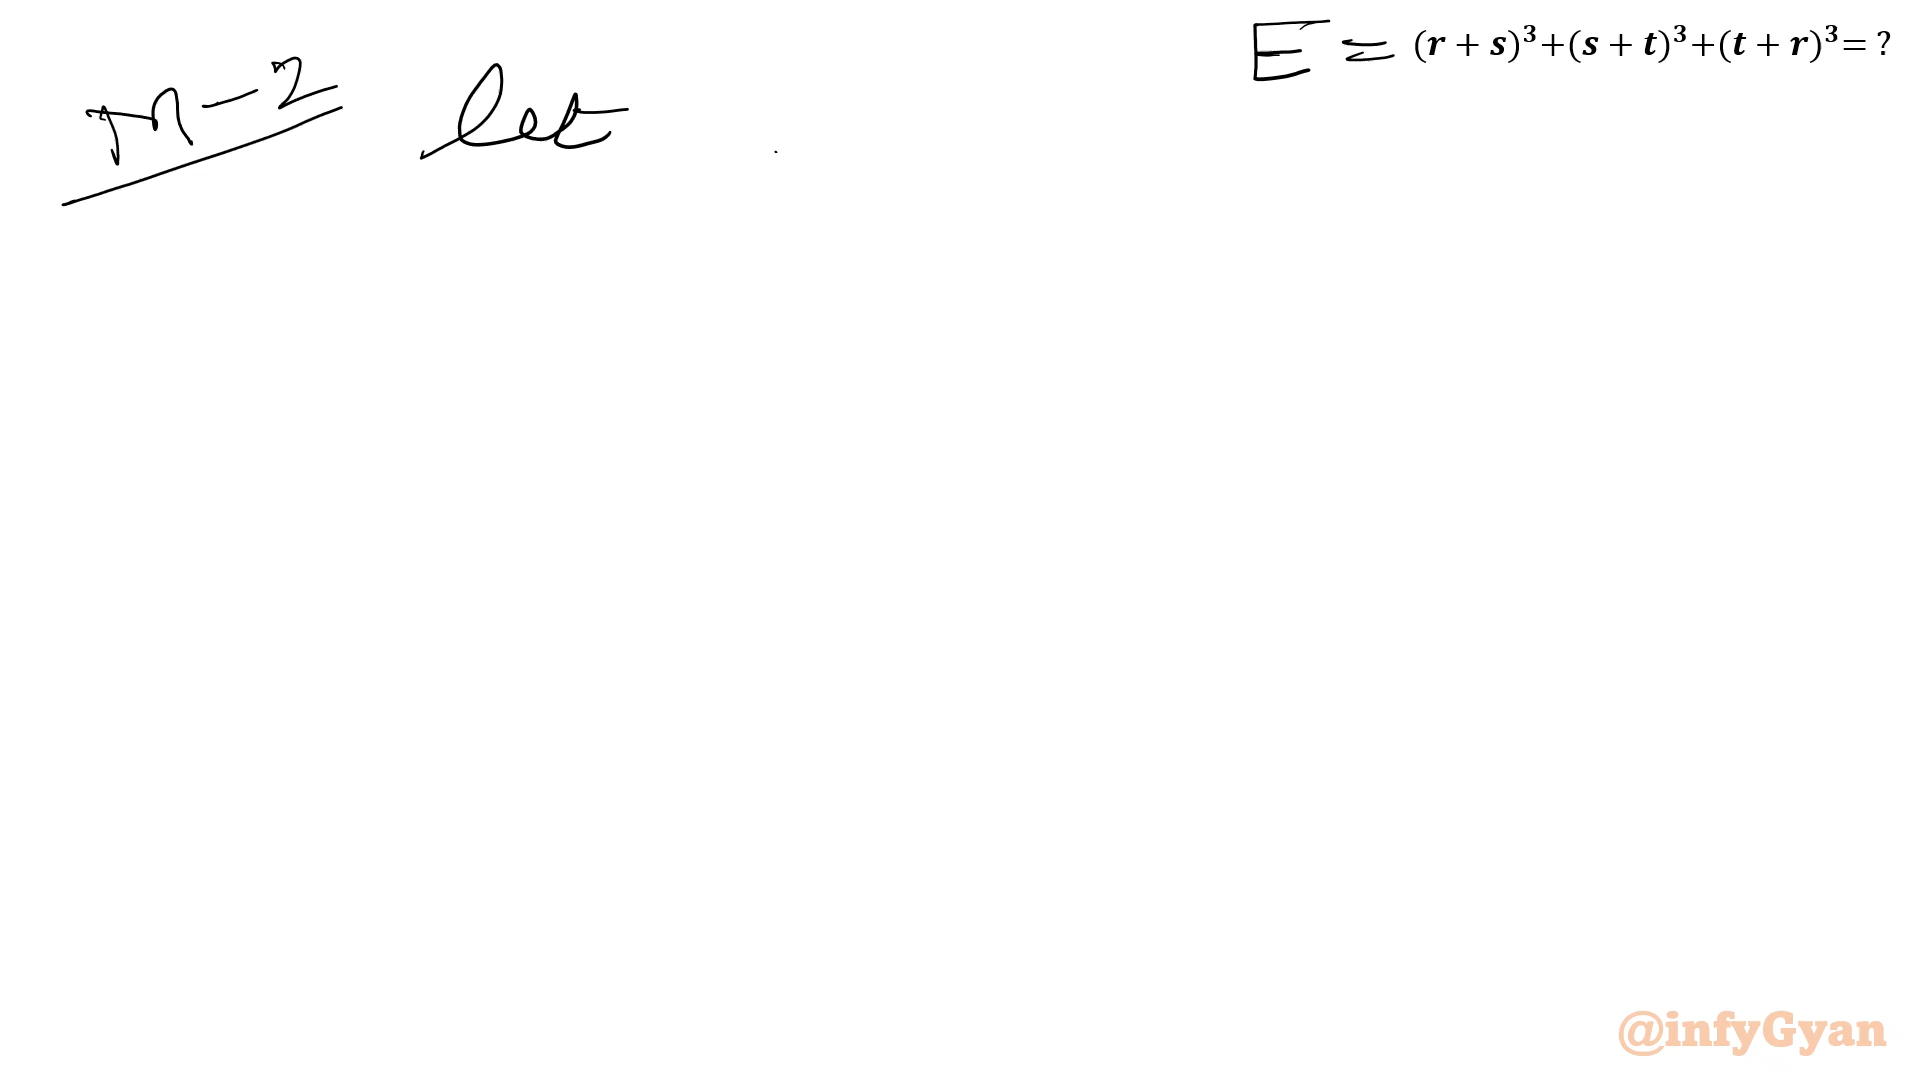 E = (r + s)³+(s + t)³+(t + r)³= ?
M-2 let
@infyGyan